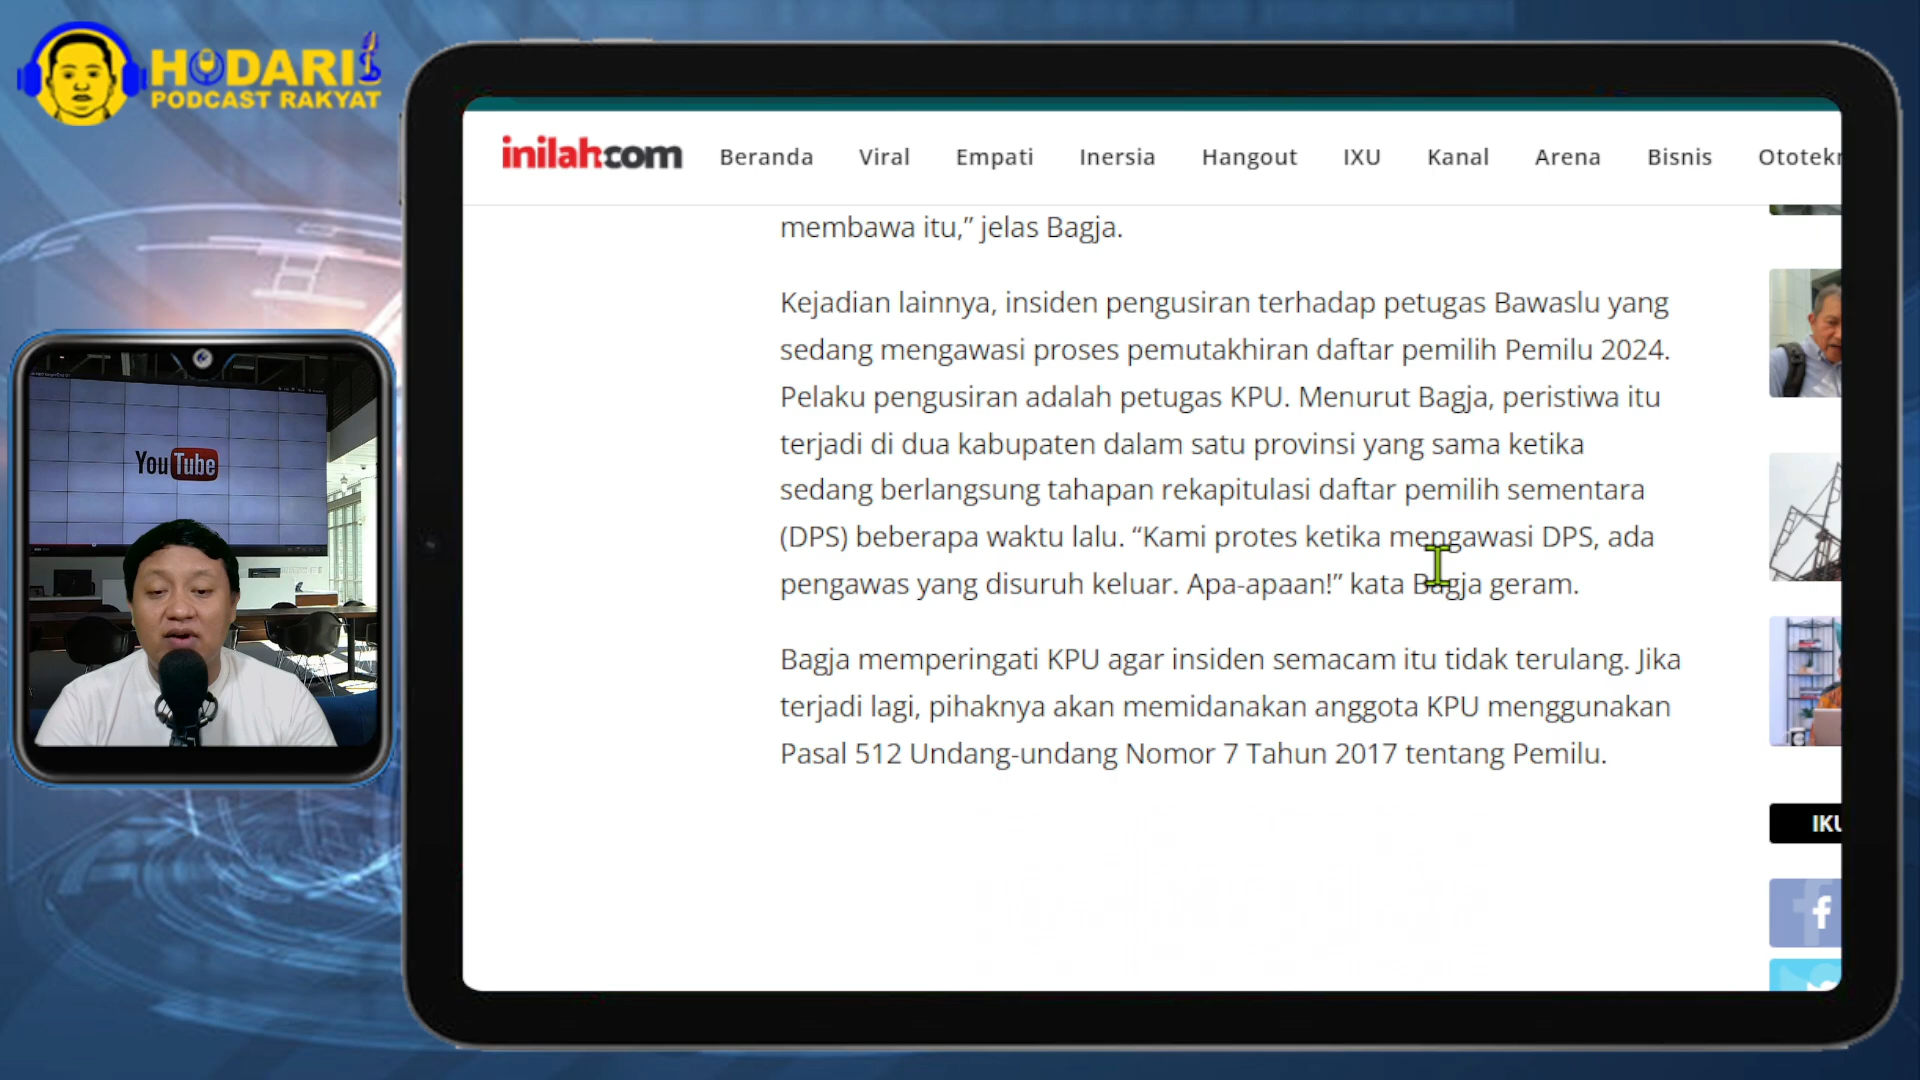 HODARI
PODCAST RAKYAT
YouTube
inilah.com
Beranda Viral Empati Inersia Hangout IXU Kanal Arena Bisnis
membawa itu,” jelas Bagja.
Kejadian lainnya, insiden pengusiran terhadap petugas Bawaslu yang
sedang mengawasi proses pemutakhiran daftar pemilih Pemilu 2024.
Pelaku pengusiran adalah petugas KPU. Menurut Bagja, peristiwa itu
terjadi di dua kabupaten dalam satu provinsi yang sama ketika
sedang berlangsung tahapan rekapitulasi daftar pemilih sementara
(DPS) beberapa waktu lalu. “Kami protes ketika mengawasi DPS, ada
pengawas yang disuruh keluar. Apa-apaan!” kata Bagja geram.
Bagja memperingati KPU agar insiden semacam itu tidak terulang. Jika
terjadi lagi, pihaknya akan memidanakan anggota KPU menggunakan
Pasal 512 Undang-undang Nomor 7 Tahun 2017 tentang Pemilu.